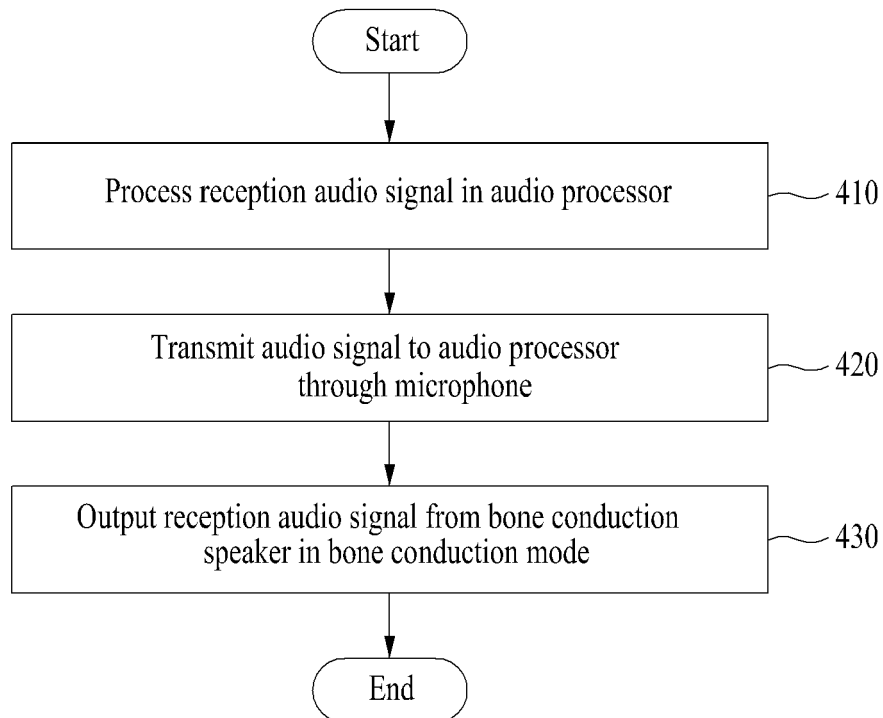 Start
Process reception audio signal in audio processor
410
Transmit audio signal to audio processor
through microphone
420
Output reception audio signal from bone conduction
speaker in bone conduction mode
430
End